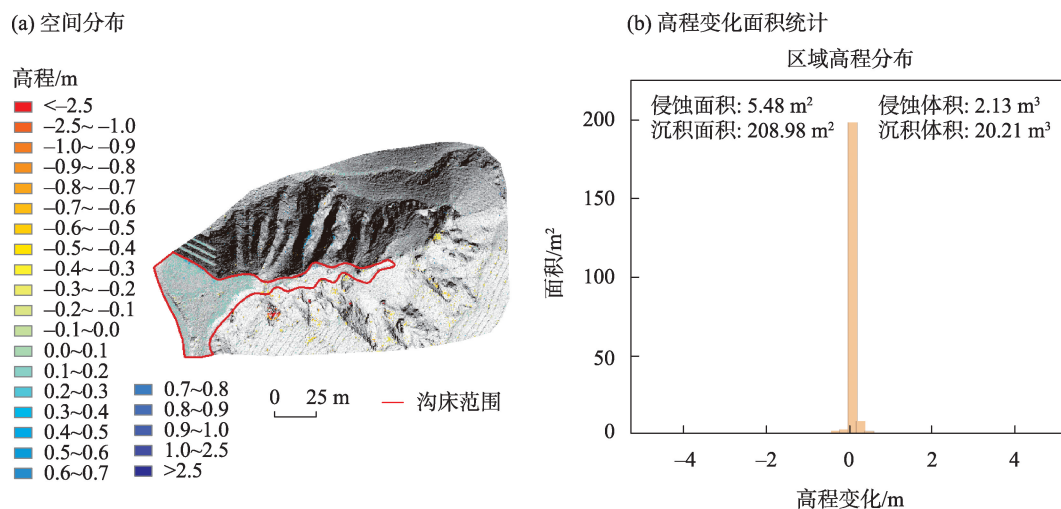 (a) 空间分布
高程/m
<–2.5
–2.5~ –1.0
–1.0~ –0.9
–0.9~ –0.8
–0.8~ –0.7
–0.7~ –0.6
–0.6~ –0.5
–0.5~ –0.4
–0.4~ –0.3
–0.3~ –0.2
–0.2~ –0.1
–0.1~0.0
0.0~0.1
0.1~0.2
0.2~0.3
0.3~0.4
0.4~0.5
0.5~0.6
0.6~0.7
0.7~0.8
0.8~0.9
0.9~1.0
1.0~2.5
>2.5
0 25 m
沟床范围
(b) 高程变化面积统计
区域高程分布
侵蚀面积: 5.48 m²
沉积面积: 208.98 m²
侵蚀体积: 2.13 m³
沉积体积: 20.21 m³
面积/m²
200
150
100
50
0
–4 –2 0 2 4
高程变化/m